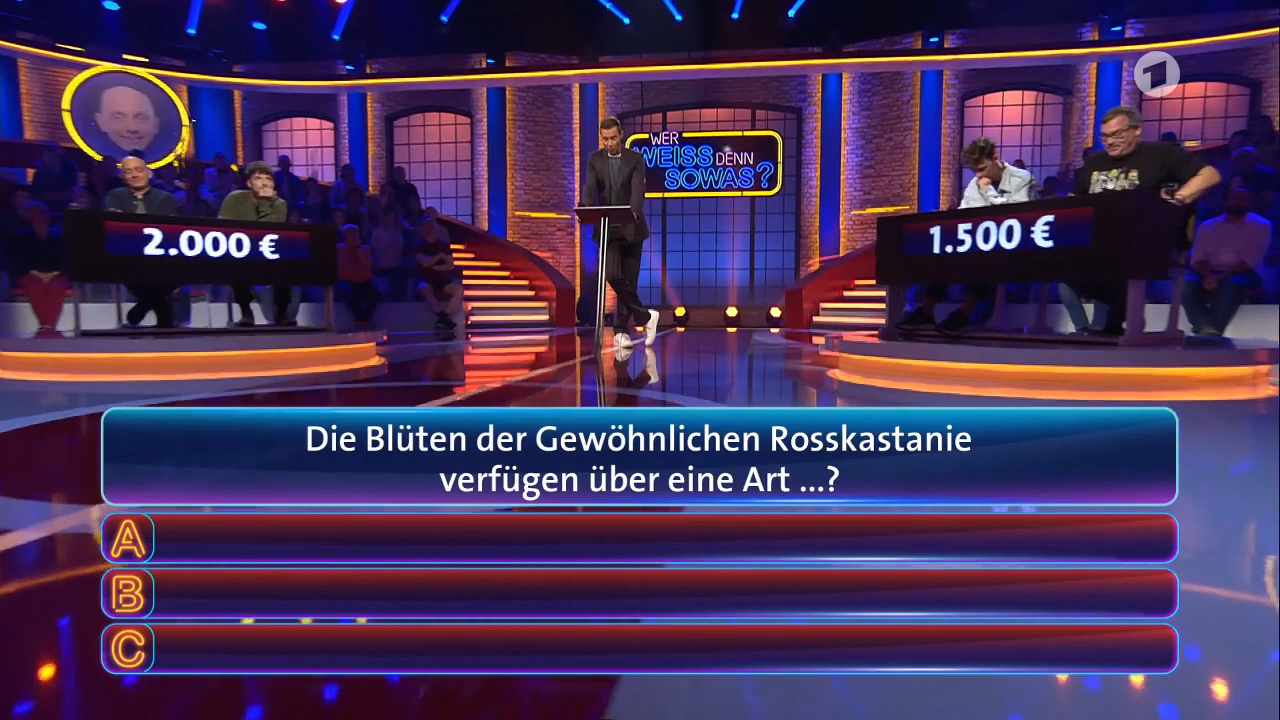 1
WER
WEISS DENN
SOWAS?
2.000 €
1.500 €
Die Blüten der Gewöhnlichen Rosskastanie
verfügen über eine Art ...?
A
B
C